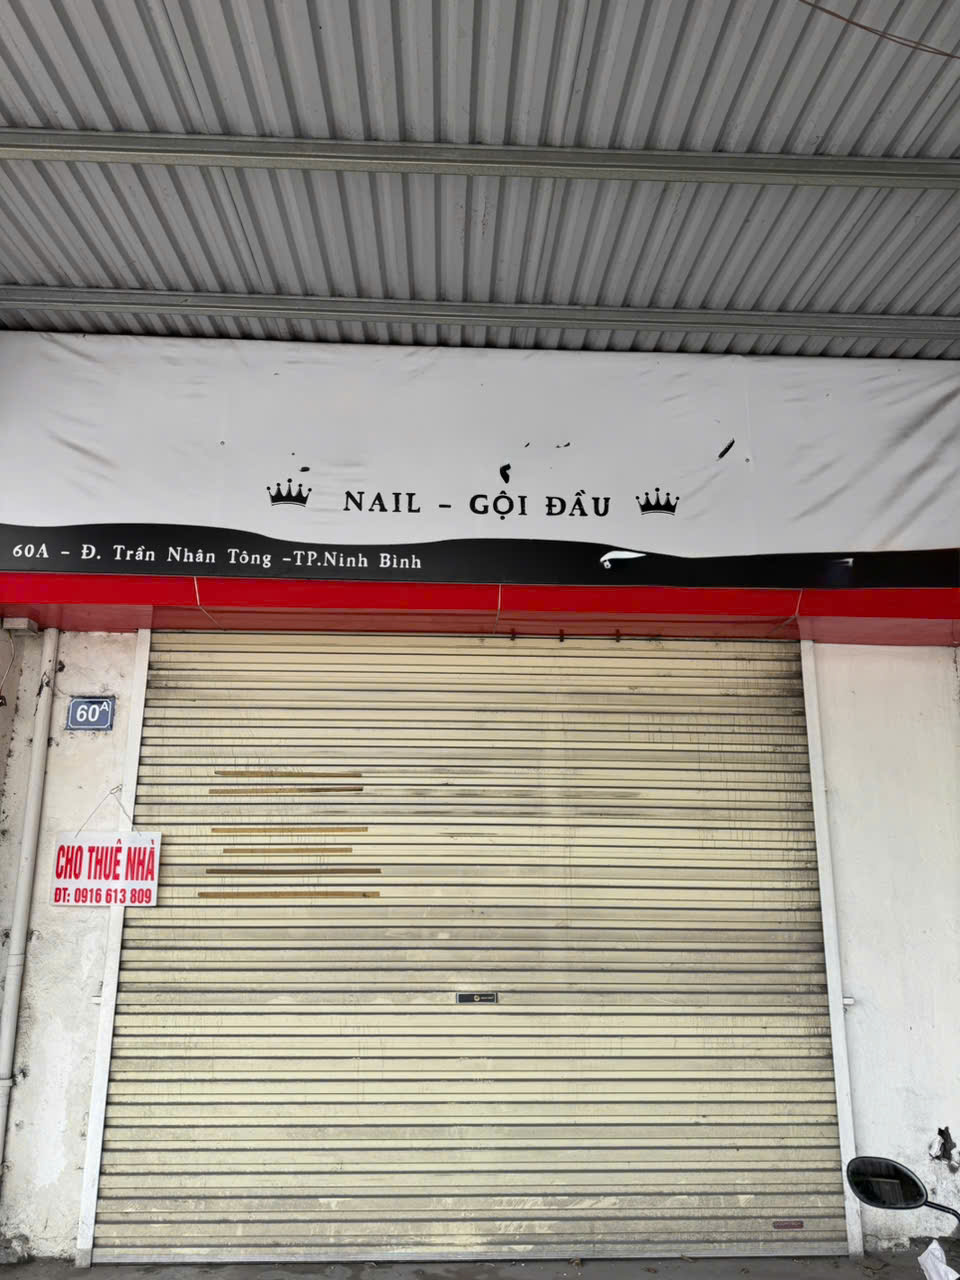 NAIL - GỘI ĐẦU
60A - Đ. Trần Nhân Tông -TP.Ninh Bình
60A
CHO THUÊ NHÀ
ĐT: 0916 613 809